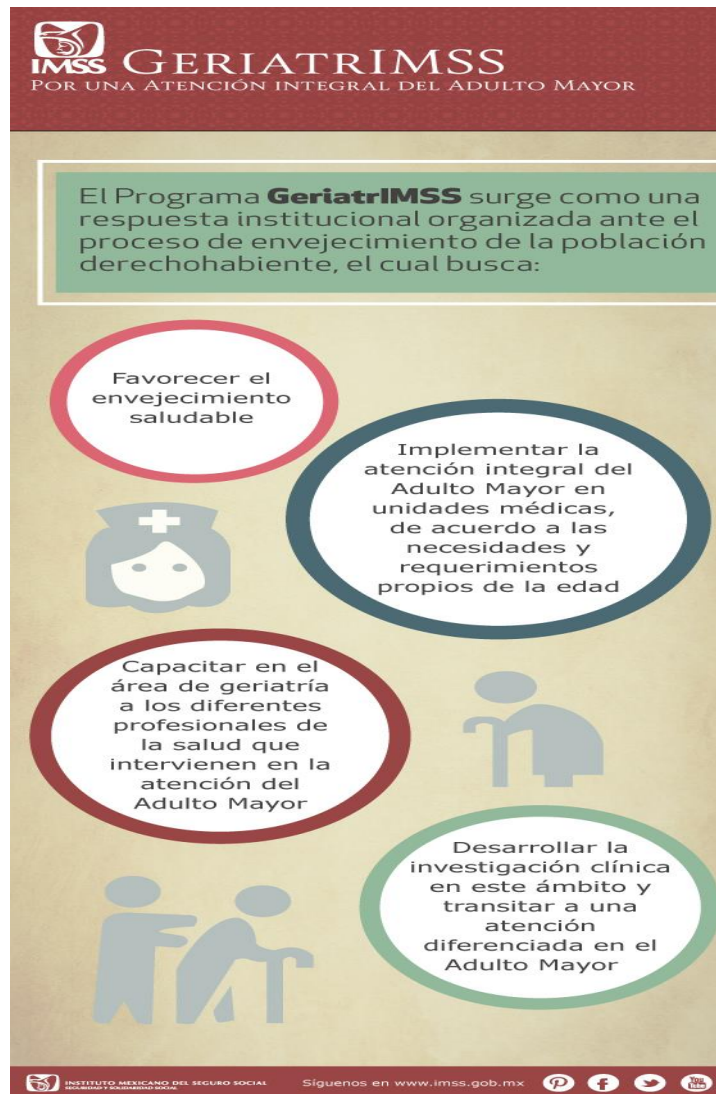 IMSS GERIATRIMSS
POR UNA ATENCIÓN INTEGRAL DEL ADULTO MAYOR
El Programa GeriatrIMSS surge como una
respuesta institucional organizada ante el
proceso de envejecimiento de la población
derechohabiente, el cual busca:
Favorecer el
envejecimiento
saludable
Implementar la
atención integral del
Adulto Mayor en
unidades médicas,
de acuerdo a las
necesidades y
requerimientos
propios de la edad
Capacitar en el
área de geriatría
a los diferentes
profesionales de
la salud que
intervienen en la
atención del
Adulto Mayor
Desarrollar la
investigación clínica
en este ámbito y
transitar a una
atención
diferenciada en el
Adulto Mayor
INSTITUTO MEXICANO DEL SEGURO SOCIAL
SEGURIDAD Y SOLIDARIDAD SOCIAL
Síguenos en www.imss.gob.mx
You
Tube